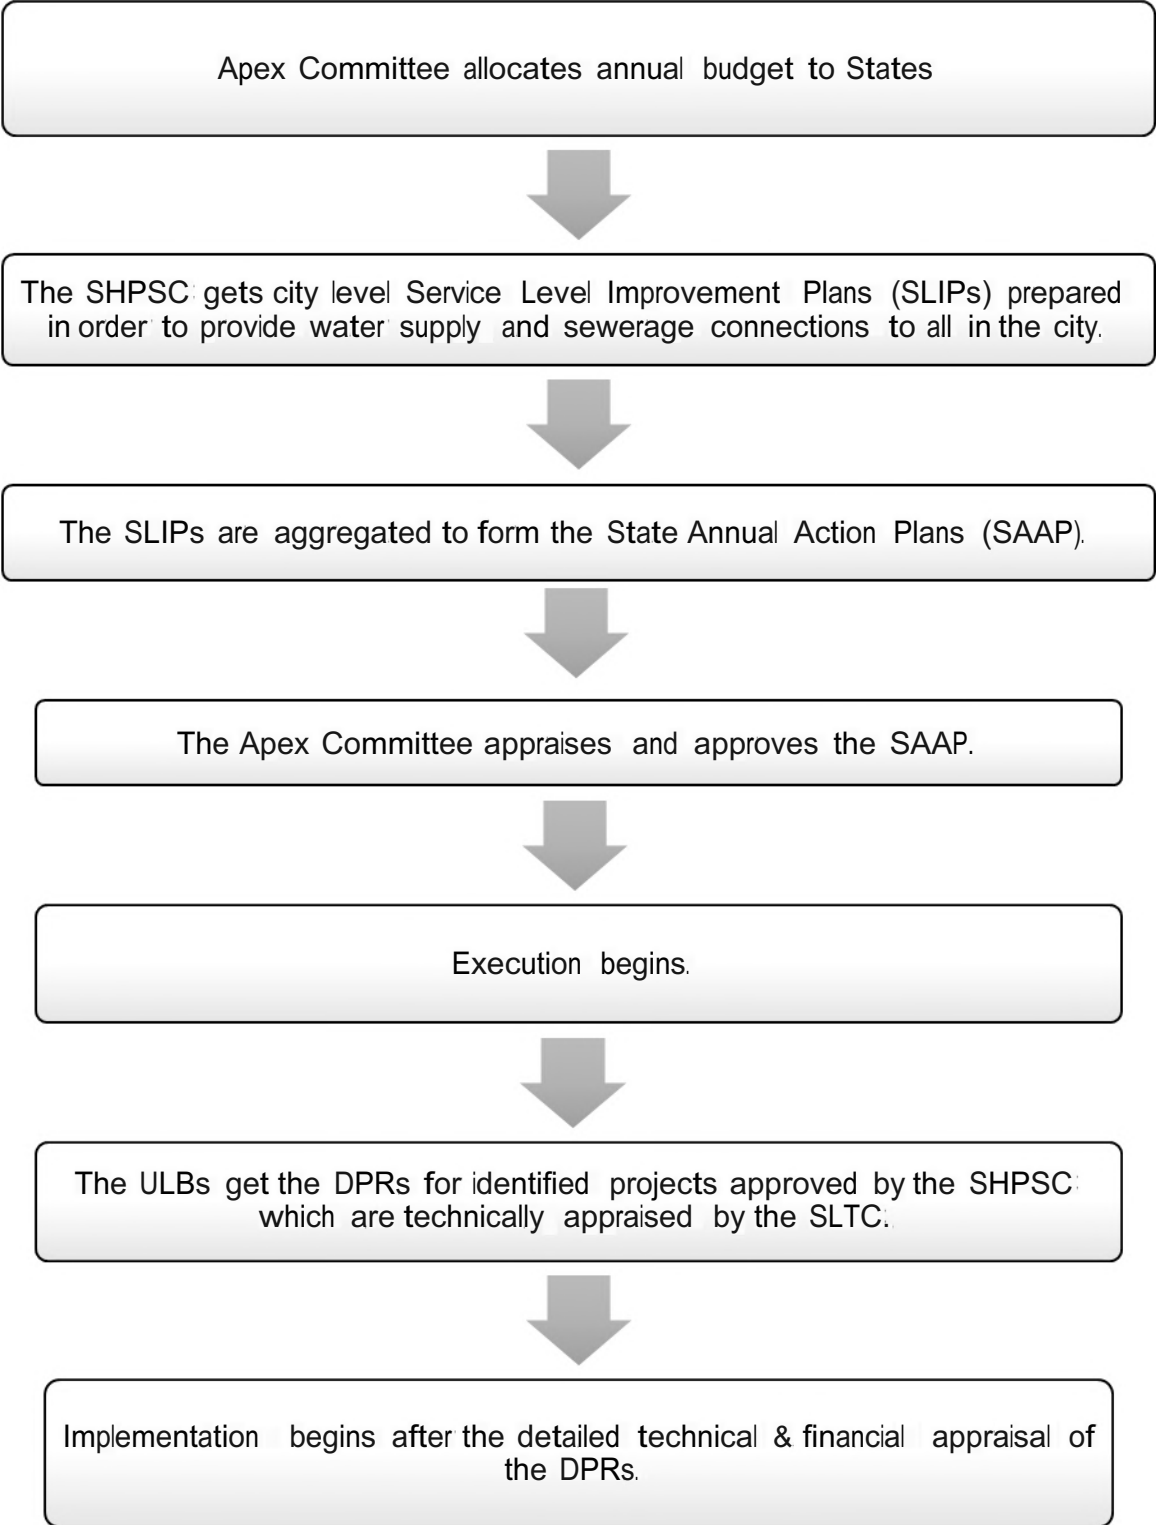 Apex Committee allocates annual budget to States
The SHPSC gets city level Service Level Improvement Plans (SLIPs) prepared
in order to provide water supply and sewerage connections to all in the city.
The SLIPs are aggregated to form the State Annual Action Plans (SAAP).
The Apex Committee appraises and approves the SAAP.
Execution begins.
The ULBs get the DPRs for identified projects approved by the SHPSC
which are technically appraised by the SLTC.
Implementation begins after the detailed technical & financial appraisal of
the DPRs.